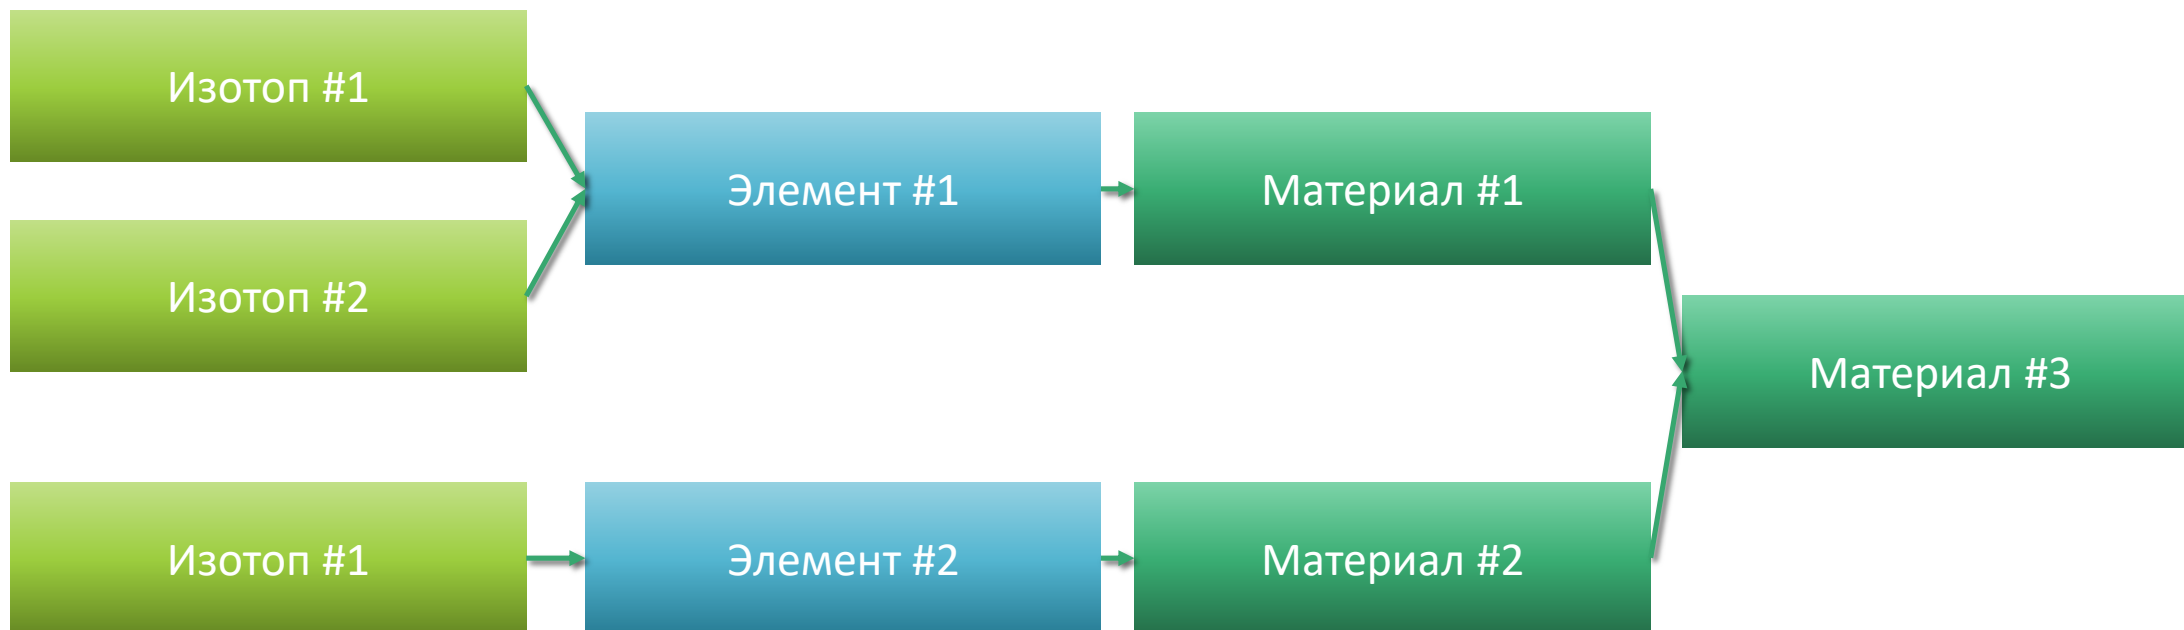 Изотоп #1
Элемент #1
Материал #1
Изотоп #2
Материал #3
Изотоп #1
Элемент #2
Материал #2